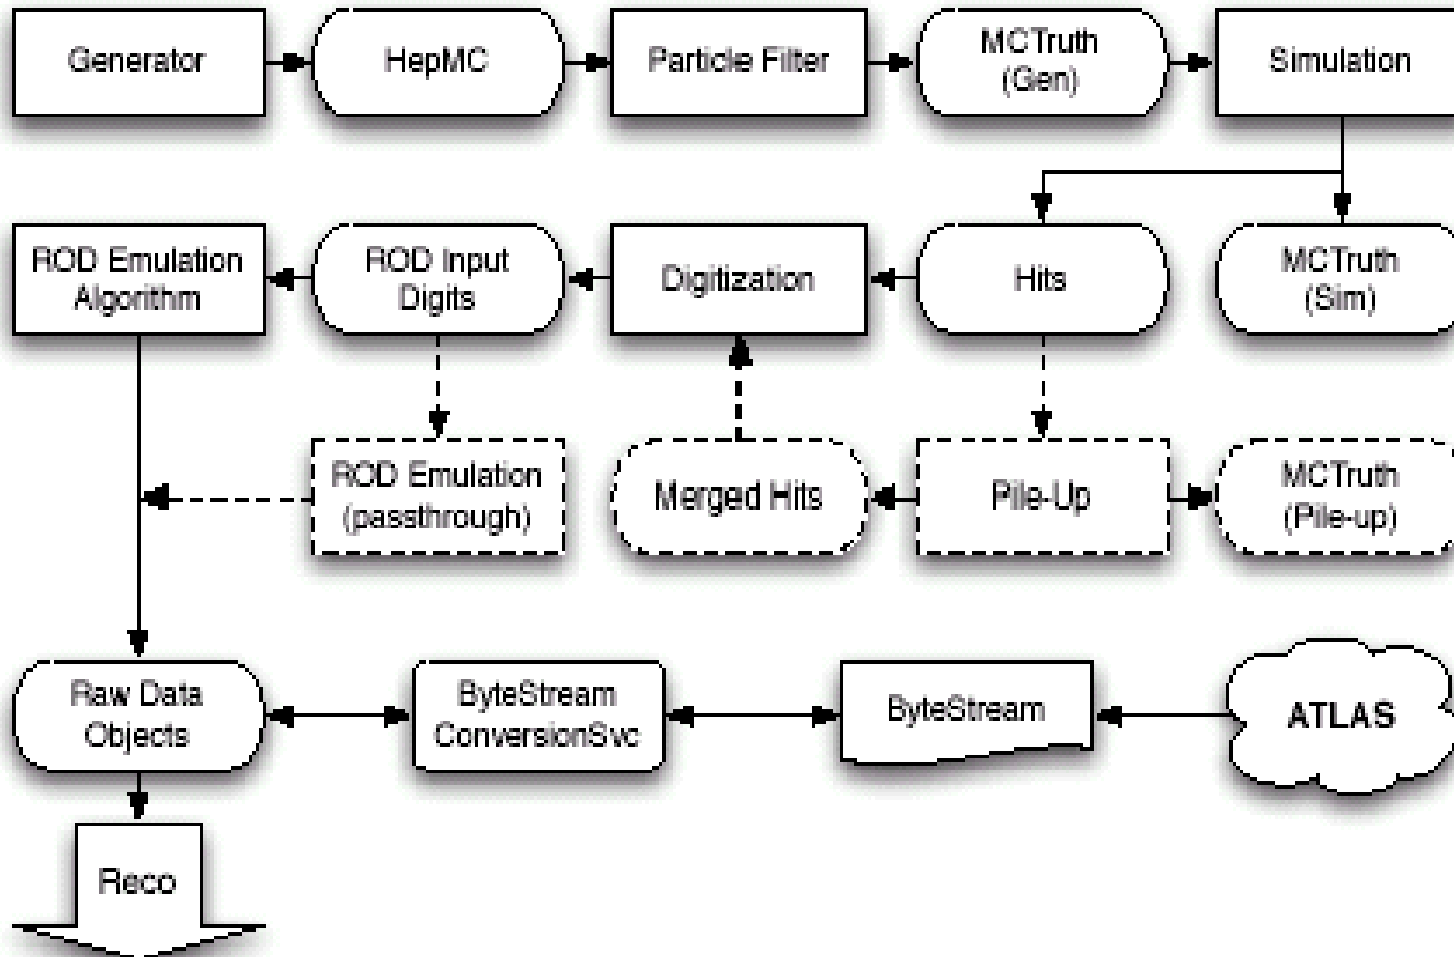 Generator
HepMC
Particle Filter
MCTruth
(Gen)
Simulation
ROD Emulation
Algorithm
ROD Input
Digits
Digitization
Hits
MCTruth
(Sim)
ROD Emulation
(passthrough)
Merged Hits
Pile-Up
MCTruth
(Pile-up)
Raw Data
Objects
ByteStream
ConversionSvc
ByteStream
ATLAS
Reco